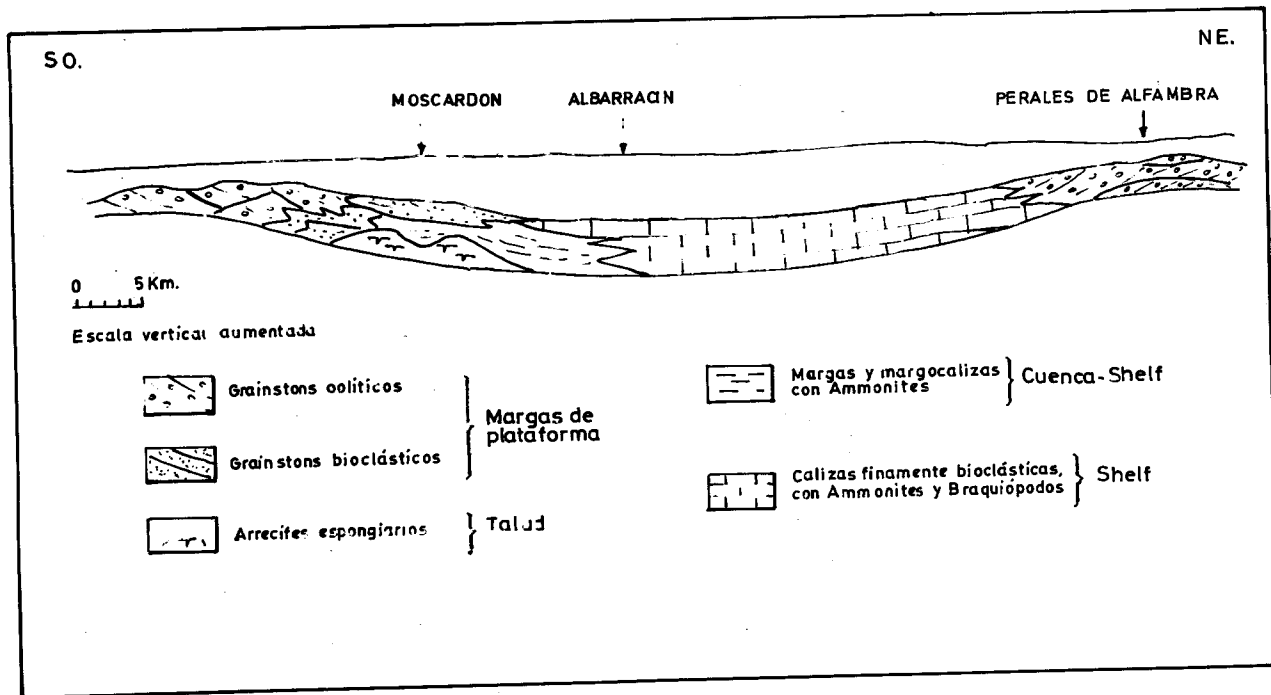 SO.
NE.
MOSCARDON
ALBARRACIN
PERALES DE ALFAMBRA
0 5 Km.
Escala vertical aumentada
Grainstons oolíticos
Grainstons bioclásticos
Margas de
plataforma
Arrecifes espongiarios
Talud
Margas y margocalizas
con Ammonites
Cuenca-Shelf
Calizas finamente bioclásticas,
con Ammonites y Braquiópodos
Shelf